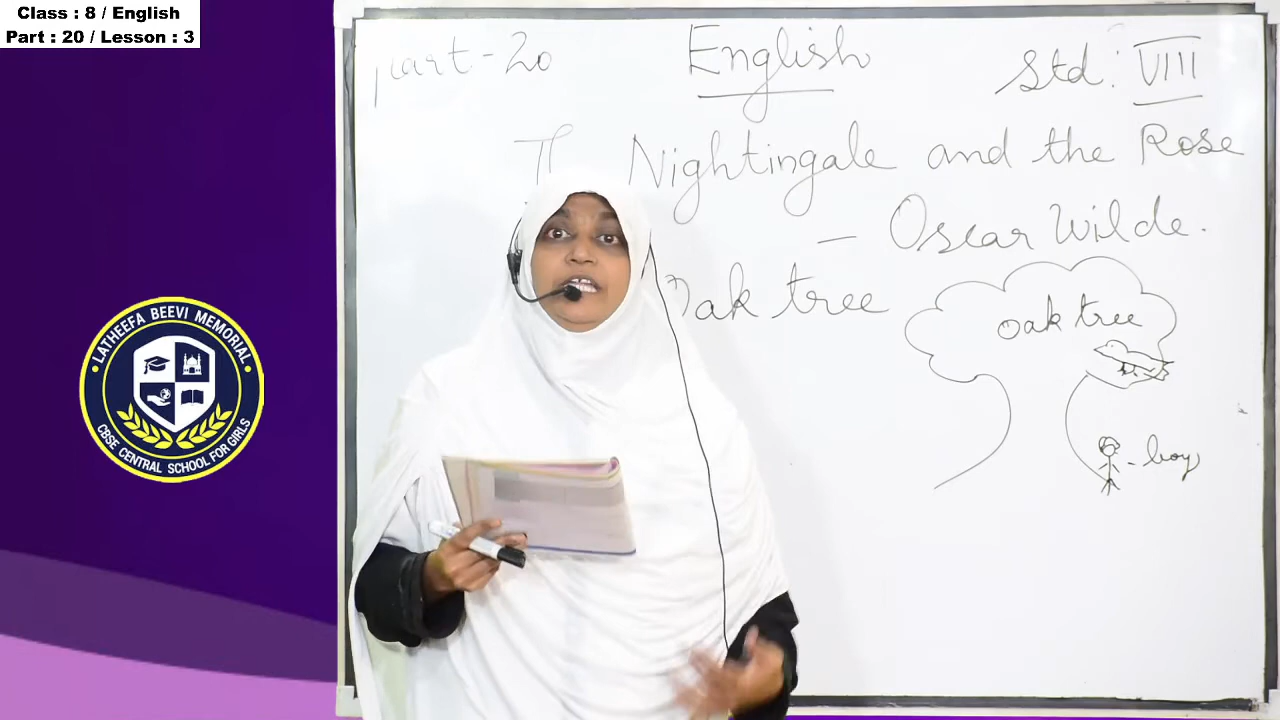 Class : 8 / English
Part : 20 / Lesson : 3
part-20
English
Std: VIII
Nightingale and the Rose
- Oscar Wilde.
Oak tree
oak tree
- boy
LATHEEFA BEEVI MEMORIAL
CBSE CENTRAL SCHOOL FOR GIRLS